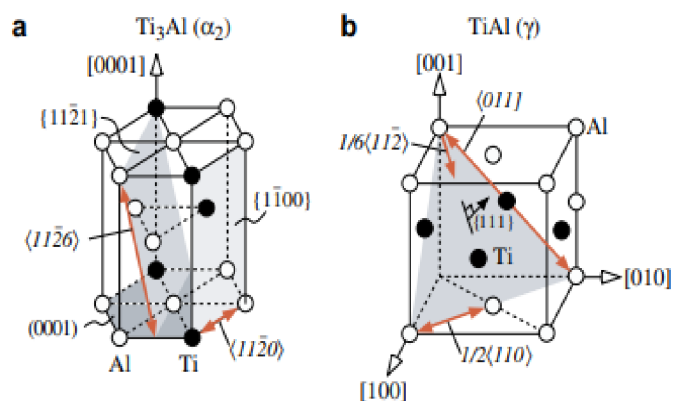 a
Ti₃Al (α₂)
[0001]
{112̄1}
{11̄00}
⟨112̄6⟩
(0001)
⟨112̄0⟩
Al
Ti
b
TiAl (γ)
[001]
⟨011]
Al
1/6⟨112̄⟩
{111}
Ti
[010]
1/2⟨110⟩
[100]